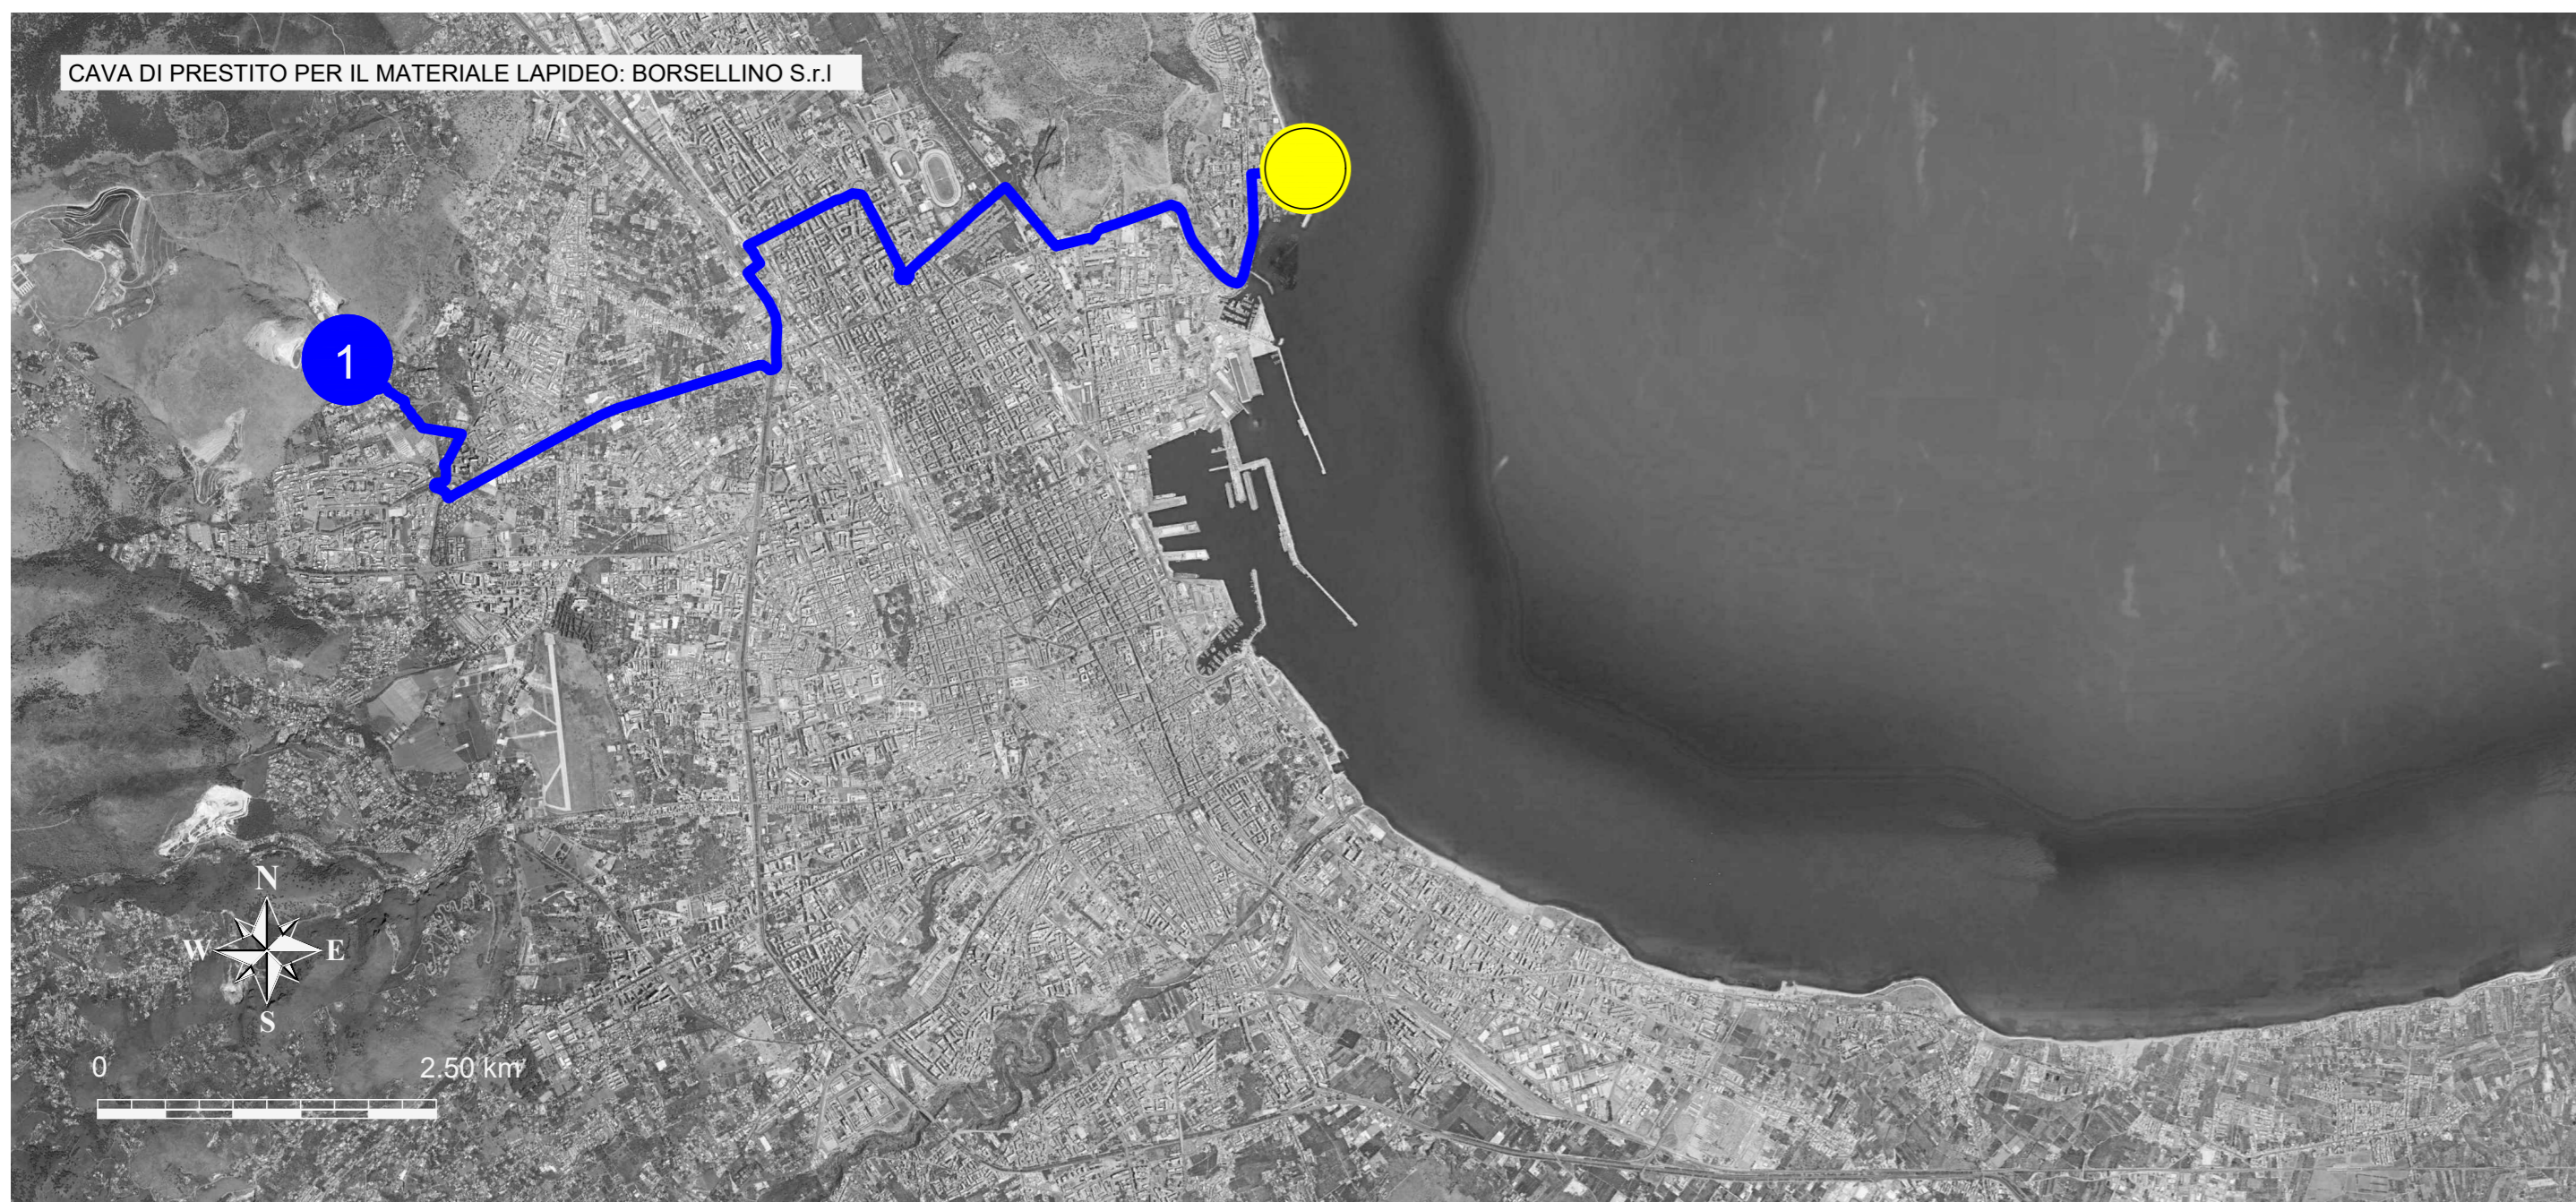 CAVA DI PRESTITO PER IL MATERIALE LAPIDEO: BORSELLINO S.r.l
1
N
W E
S
0 2.50 km